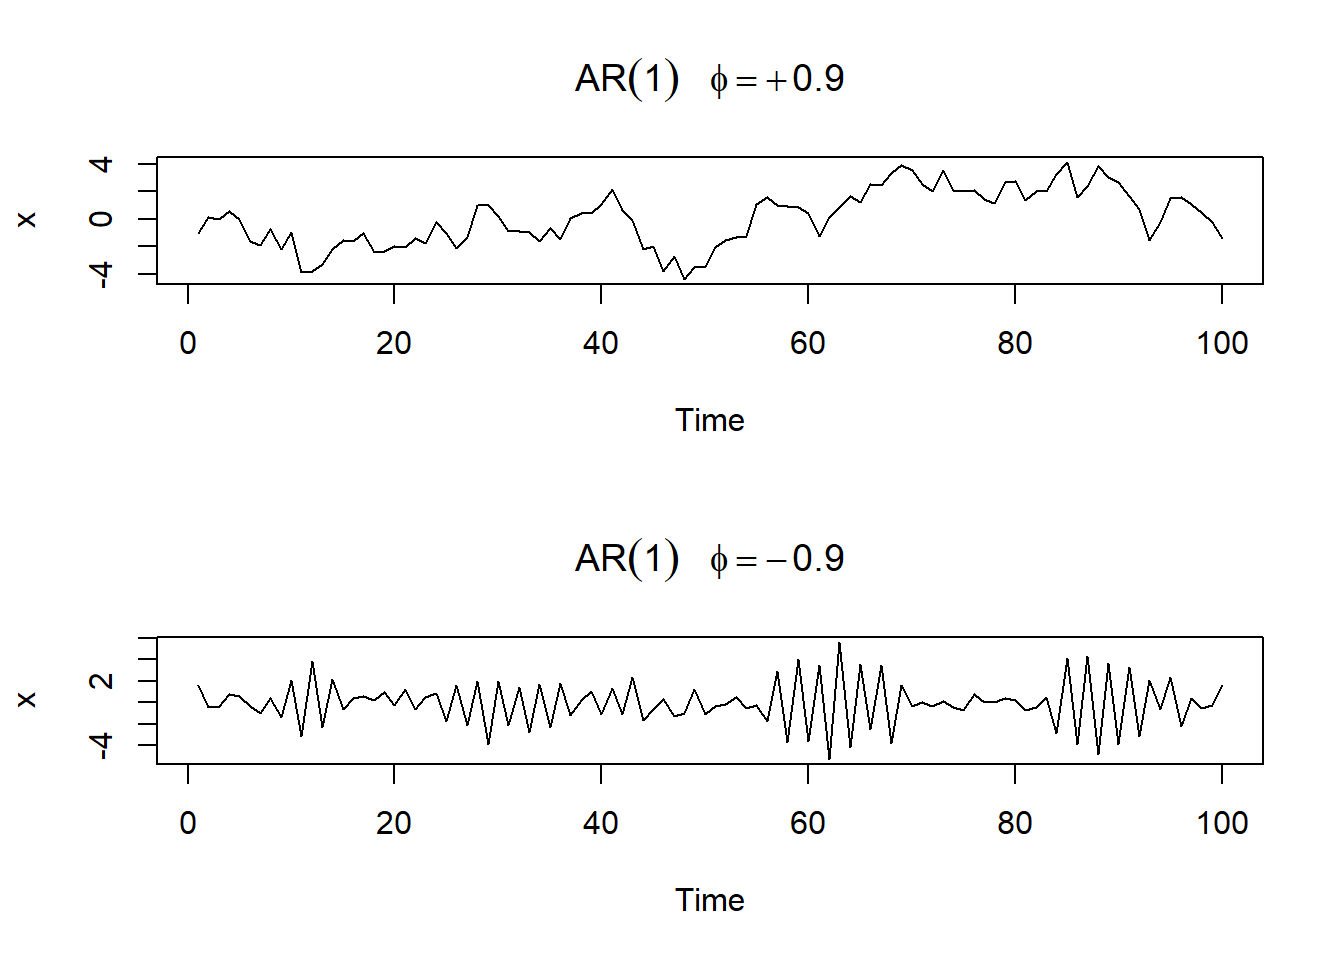 AR(1) ϕ = +0.9
x
4
0
-4
0 20 40 60 80 100
Time
AR(1) ϕ = −0.9
x
2
-4
0 20 40 60 80 100
Time